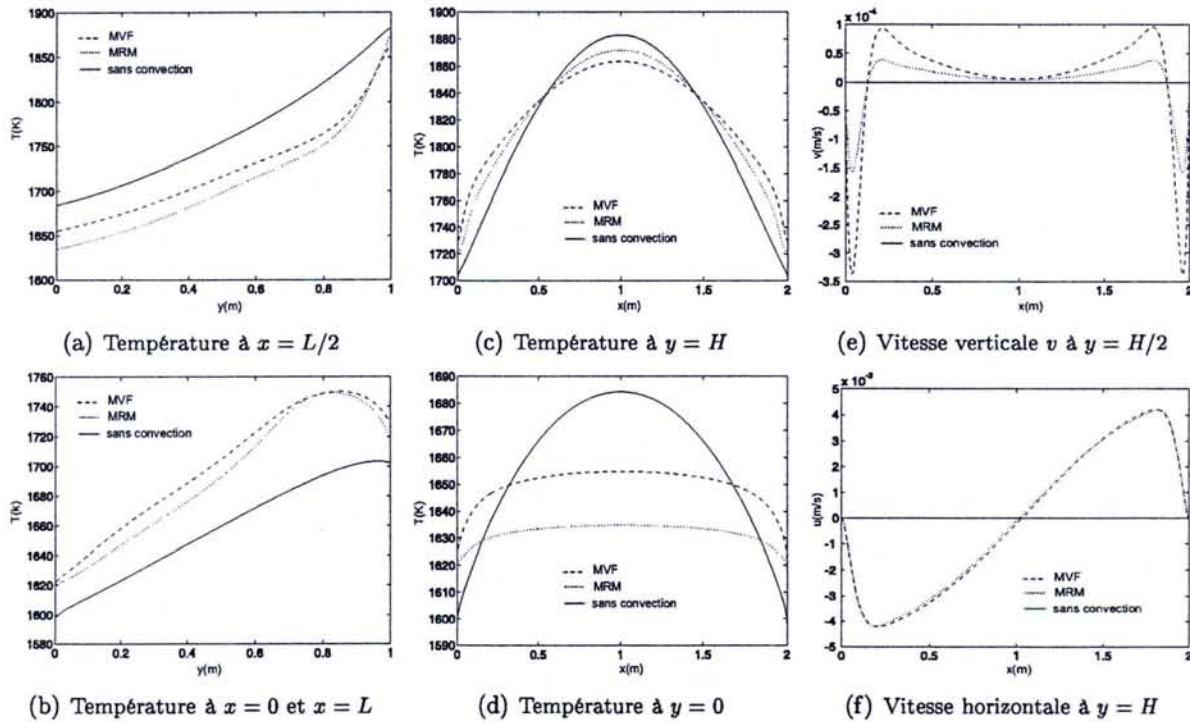 1900
1850
1800
1750
1700
1650
1600
T(K)
MVF
MRM
sans convection
0
0.2
0.4
0.6
0.8
1
y(m)
(a) Température à x = L/2
1900
1880
1860
1840
1820
1800
1780
1760
1740
1720
1700
T(K)
MVF
MRM
sans convection
0
0.5
1
1.5
2
x(m)
(c) Température à y = H
x 10⁻⁴
1
0.5
0
-0.5
-1
-1.5
-2
-2.5
-3
-3.5
v(m/s)
MVF
MRM
sans convection
0
0.5
1
1.5
2
x(m)
(e) Vitesse verticale v à y = H/2
1760
1740
1720
1700
1680
1660
1640
1620
1600
1580
T(k)
MVF
MRM
sans convection
0
0.2
0.4
0.6
0.8
1
y(m)
(b) Température à x = 0 et x = L
1690
1680
1670
1660
1650
1640
1630
1620
1610
1600
1590
T(K)
MVF
MRM
sans convection
0
0.5
1
1.5
2
x(m)
(d) Température à y = 0
5
4
3
2
1
0
-1
-2
-3
-4
-5
u(m/s)
MVF
MRM
sans convection
0
0.5
1
1.5
2
x(m)
(f) Vitesse horizontale à y = H